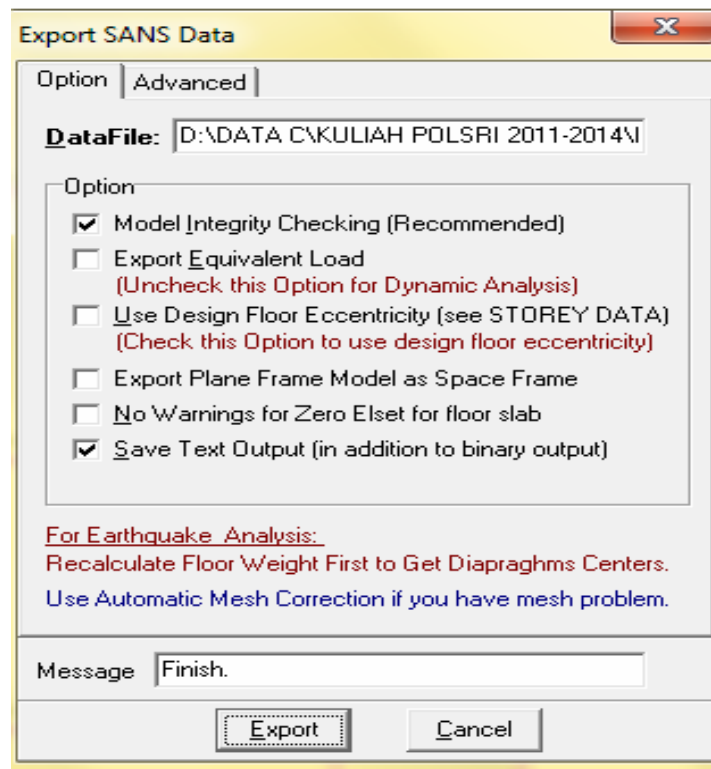 Export SANS Data
Option Advanced
DataFile: D:\DATA C\KULIAH POLSRI 2011-2014\I
Option
Model Integrity Checking (Recommended)
Export Equivalent Load
(Uncheck this Option for Dynamic Analysis)
Use Design Floor Eccentricity (see STOREY DATA)
(Check this Option to use design floor eccentricity)
Export Plane Frame Model as Space Frame
No Warnings for Zero Elset for floor slab
Save Text Output (in addition to binary output)
For Earthquake Analysis:
Recalculate Floor Weight First to Get Diapraghms Centers.
Use Automatic Mesh Correction if you have mesh problem.
Message Finish.
Export Cancel